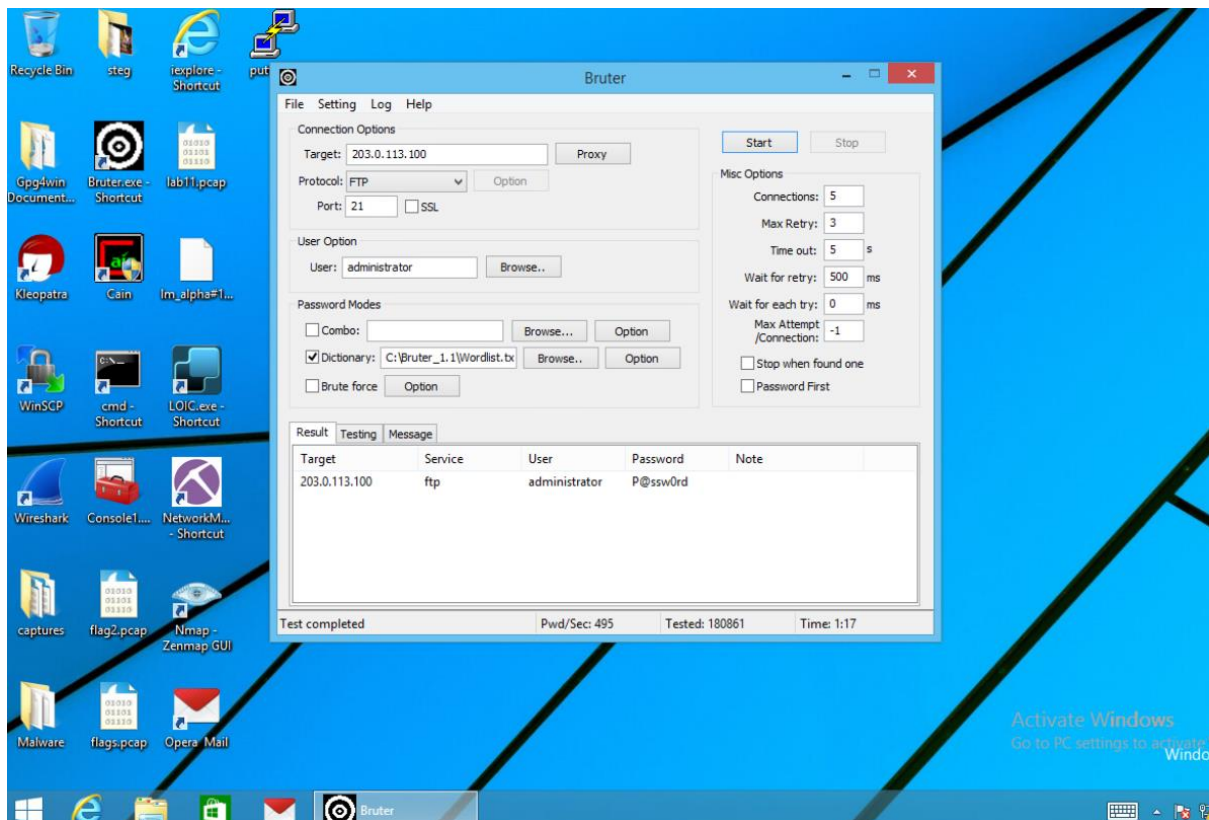 Recycle Bin
steg
iexplore -
Shortcut
put
Gpg4win
Document...
Bruter.exe -
Shortcut
lab11.pcap
Kleopatra
Cain
lm_alpha#1...
WinSCP
cmd -
Shortcut
LOIC.exe -
Shortcut
Wireshark
Console1....
NetworkM...
- Shortcut
captures
flag2.pcap
Nmap -
Zenmap GUI
Malware
flags.pcap
Opera Mail
Bruter
File Setting Log Help
Connection Options
Target: 203.0.113.100 Proxy
Protocol: FTP Option
Port: 21 SSL
User Option
User: administrator Browse..
Password Modes
Combo: Browse... Option
Dictionary: C:\Bruter_1.1\Wordlist.tx Browse.. Option
Brute force Option
Start Stop
Misc Options
Connections: 5
Max Retry: 3
Time out: 5 s
Wait for retry: 500 ms
Wait for each try: 0 ms
Max Attempt
/Connection: -1
Stop when found one
Password First
Result Testing Message
Target Service User Password Note
203.0.113.100 ftp administrator P@ssw0rd
Test completed Pwd/Sec: 495 Tested: 180861 Time: 1:17
Activate Windows
Go to PC settings to activate
Windo
Bruter